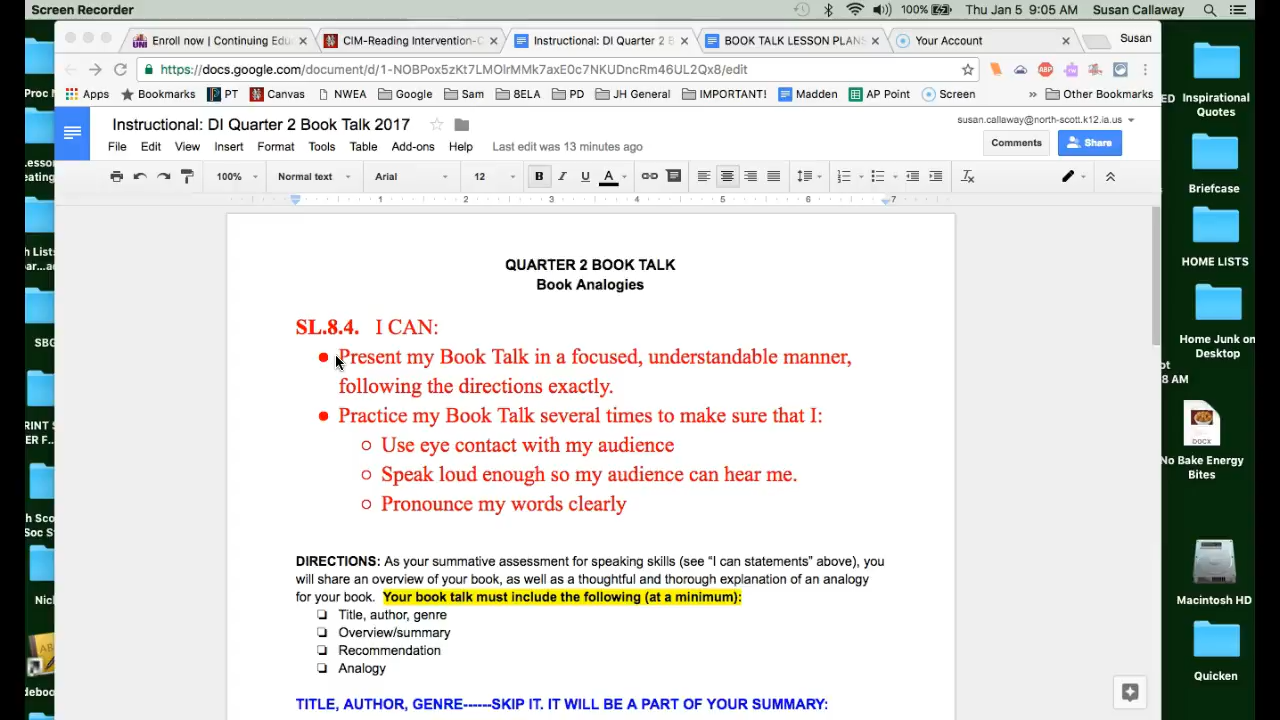 Screen Recorder
100% Thu Jan 5 9:05 AM Susan Callaway
Enroll now | Continuing Edu
CIM-Reading Intervention-C
Instructional: DI Quarter 2 B
BOOK TALK LESSON PLANS
Your Account
Susan
https://docs.google.com/document/d/1-NOBPox5zKt7LMOlrMMk7axE0c7NKUDncRm46UL2Qx8/edit
Apps Bookmarks PT Canvas NWEA Google Sam 8ELA PD JH General IMPORTANT! Madden AP Point Screen » Other Bookmarks
Instructional: DI Quarter 2 Book Talk 2017
susan.callaway@north-scott.k12.ia.us
File Edit View Insert Format Tools Table Add-ons Help Last edit was 13 minutes ago
Comments
Share
100% Normal text Arial 12 B I U A
1 2 3 4 5 6 7
QUARTER 2 BOOK TALK
Book Analogies
SL.8.4. I CAN:
● Present my Book Talk in a focused, understandable manner,
following the directions exactly.
● Practice my Book Talk several times to make sure that I:
○ Use eye contact with my audience
○ Speak loud enough so my audience can hear me.
○ Pronounce my words clearly
DIRECTIONS: As your summative assessment for speaking skills (see “I can statements” above), you
will share an overview of your book, as well as a thoughtful and thorough explanation of an analogy
for your book. Your book talk must include the following (at a minimum):
❏ Title, author, genre
❏ Overview/summary
❏ Recommendation
❏ Analogy
TITLE, AUTHOR, GENRE------SKIP IT. IT WILL BE A PART OF YOUR SUMMARY:
Inspirational
Quotes
Briefcase
HOME LISTS
Home Junk on
Desktop
8 AM
DOCX
No Bake Energy
Bites
Macintosh HD
Quicken